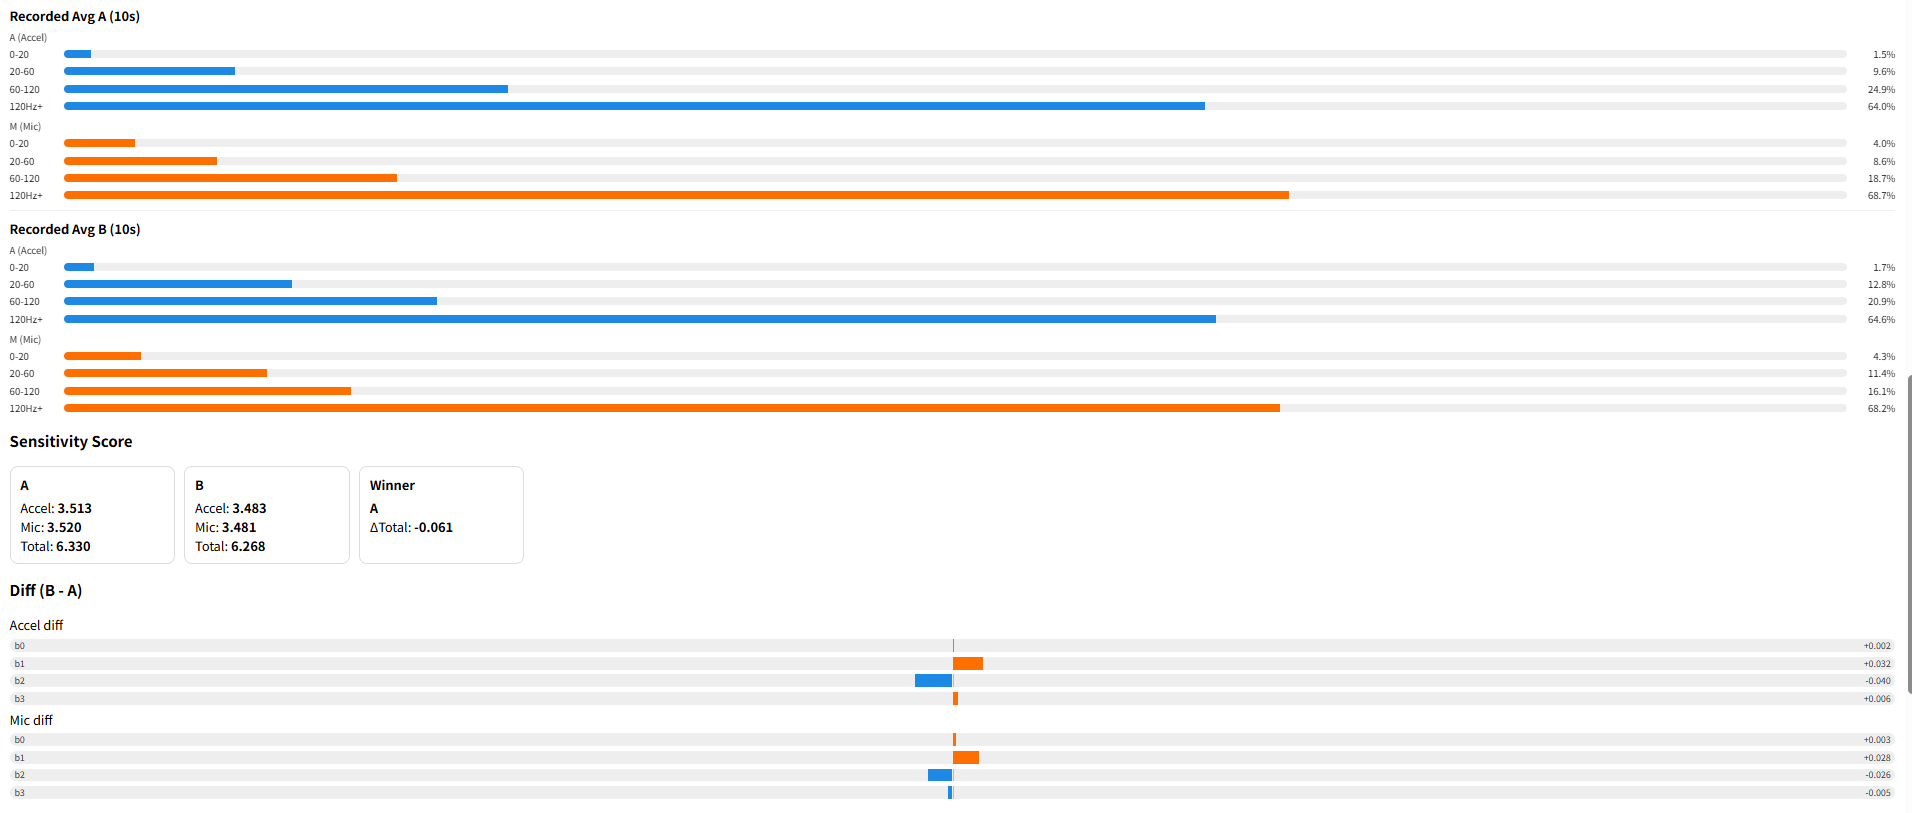 Recorded Avg A (10s)
A (Accel)
0-20 1.5%
20-60 9.6%
60-120 24.9%
120Hz+ 64.0%
M (Mic)
0-20 4.0%
20-60 8.6%
60-120 18.7%
120Hz+ 68.7%
Recorded Avg B (10s)
A (Accel)
0-20 1.7%
20-60 12.8%
60-120 20.9%
120Hz+ 64.6%
M (Mic)
0-20 4.3%
20-60 11.4%
60-120 16.1%
120Hz+ 68.2%
Sensitivity Score
A
Accel: 3.513
Mic: 3.520
Total: 6.330
B
Accel: 3.483
Mic: 3.481
Total: 6.268
Winner
A
ΔTotal: -0.061
Diff (B - A)
Accel diff
b0 +0.002
b1 +0.032
b2 -0.040
b3 +0.006
Mic diff
b0 +0.003
b1 +0.028
b2 -0.026
b3 -0.005